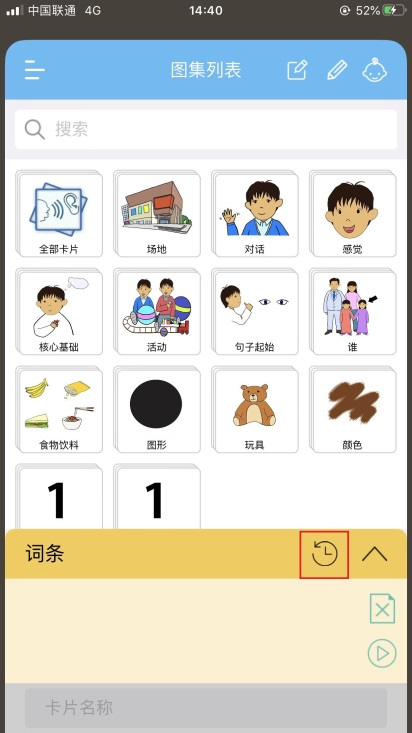 中国联通 4G 14:40 52%
图集列表
搜索
全部卡片 场地 对话 感觉
核心基础 活动 句子起始 谁
食物饮料 图形 玩具 颜色
1 1
词条
卡片名称